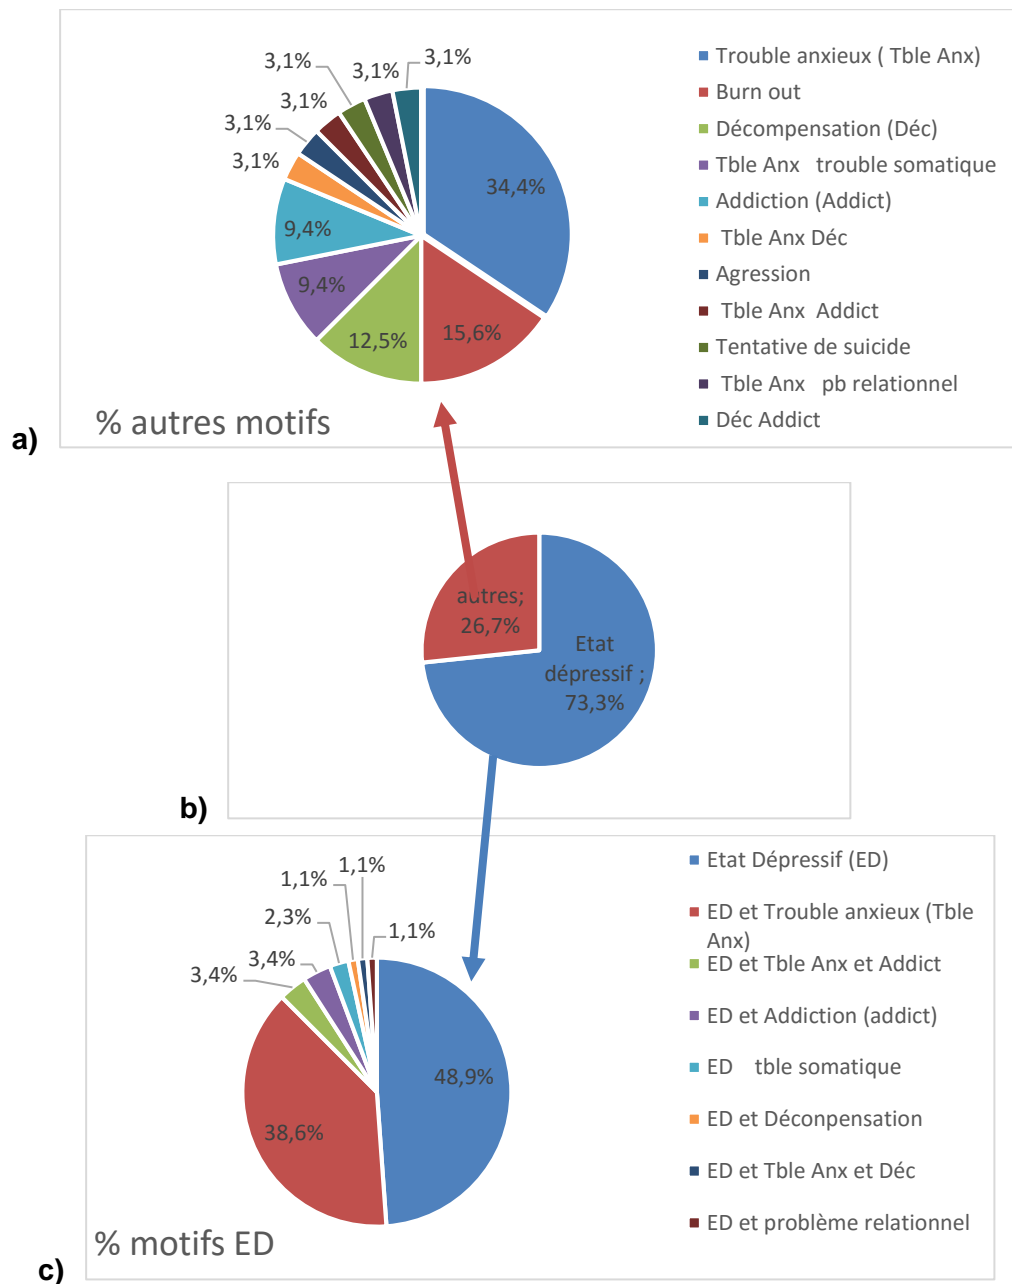 3,1%
3,1%
3,1%
3,1%
3,1%
3,1%
34,4%
9,4%
9,4%
12,5%
15,6%
Trouble anxieux ( Tble Anx)
Burn out
Décompensation (Déc)
Tble Anx trouble somatique
Addiction (Addict)
Tble Anx Déc
Agression
Tble Anx Addict
Tentative de suicide
Tble Anx pb relationnel
Déc Addict
% autres motifs
a)
autres;
26,7%
Etat
dépressif ;
73,3%
b)
1,1%
1,1%
2,3%
1,1%
3,4%
3,4%
48,9%
38,6%
Etat Dépressif (ED)
ED et Trouble anxieux (Tble
Anx)
ED et Tble Anx et Addict
ED et Addiction (addict)
ED tble somatique
ED et Déconpensation
ED et Tble Anx et Déc
ED et problème relationnel
% motifs ED
c)